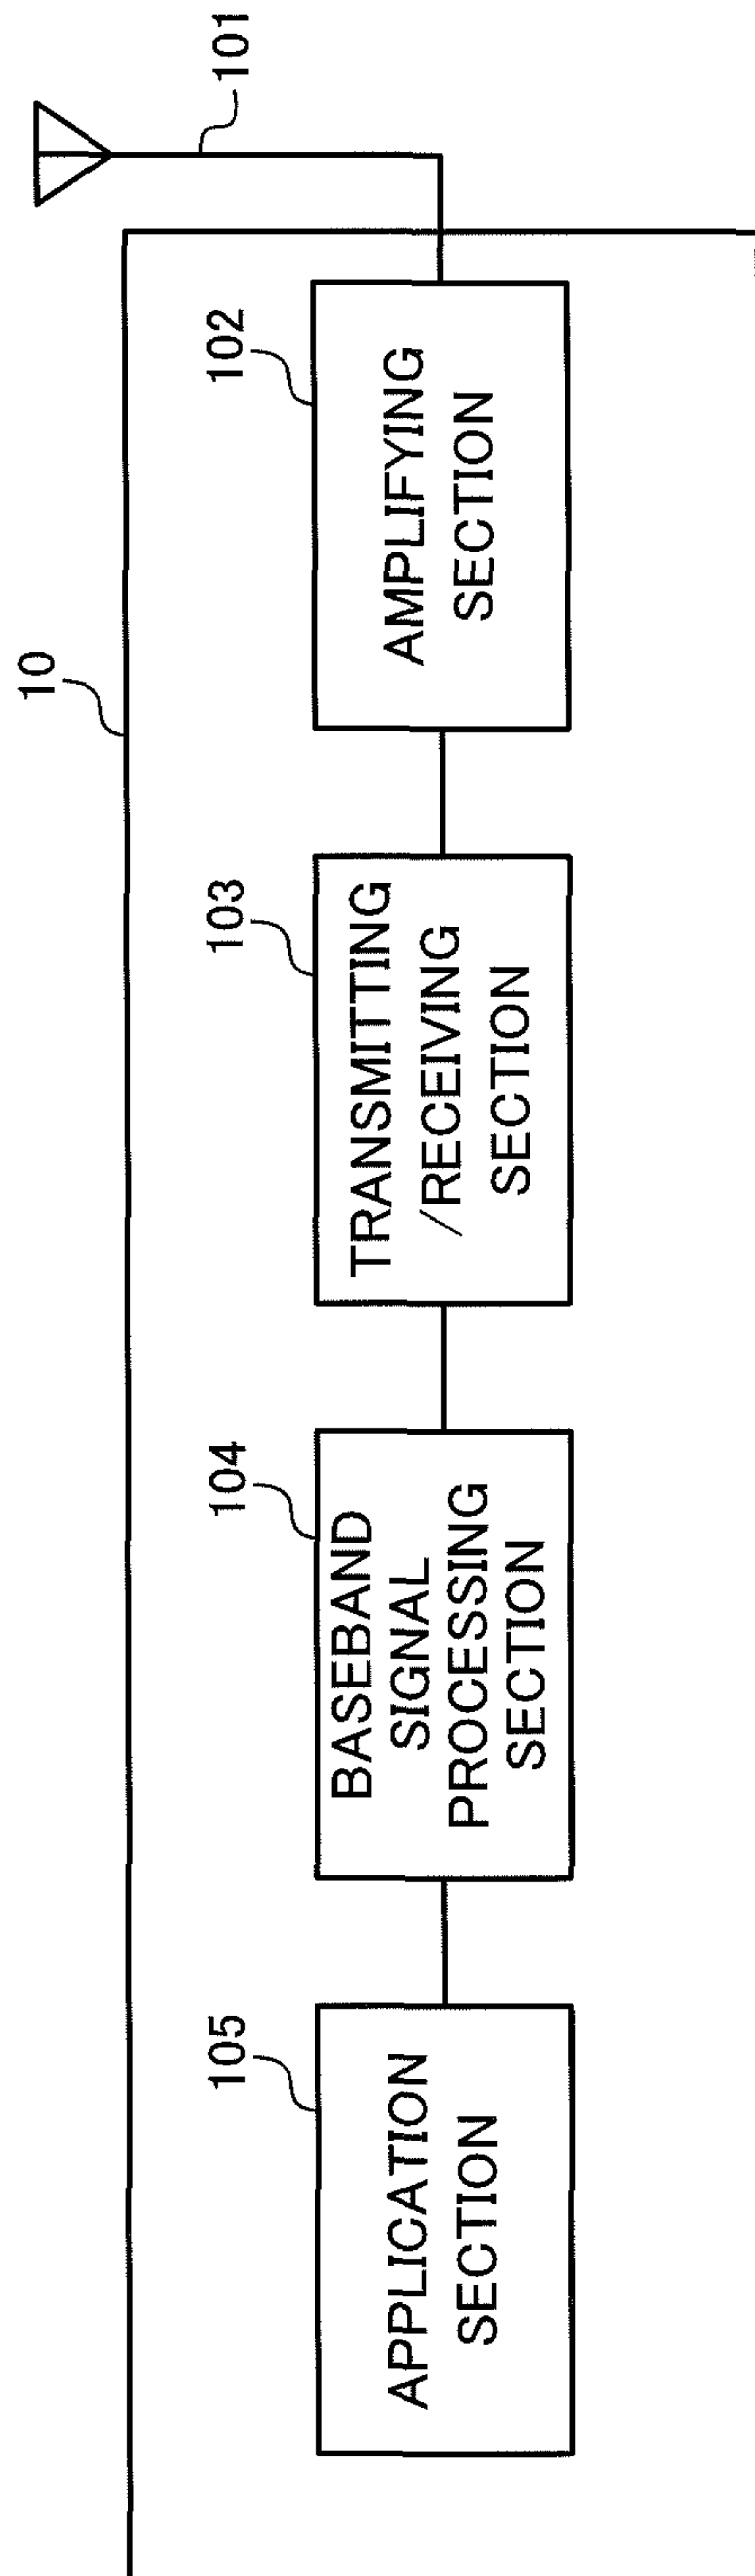 10
101
102
AMPLIFYING
SECTION
103
TRANSMITTING
/RECEIVING
SECTION
104
BASEBAND
SIGNAL
PROCESSING
SECTION
105
APPLICATION
SECTION